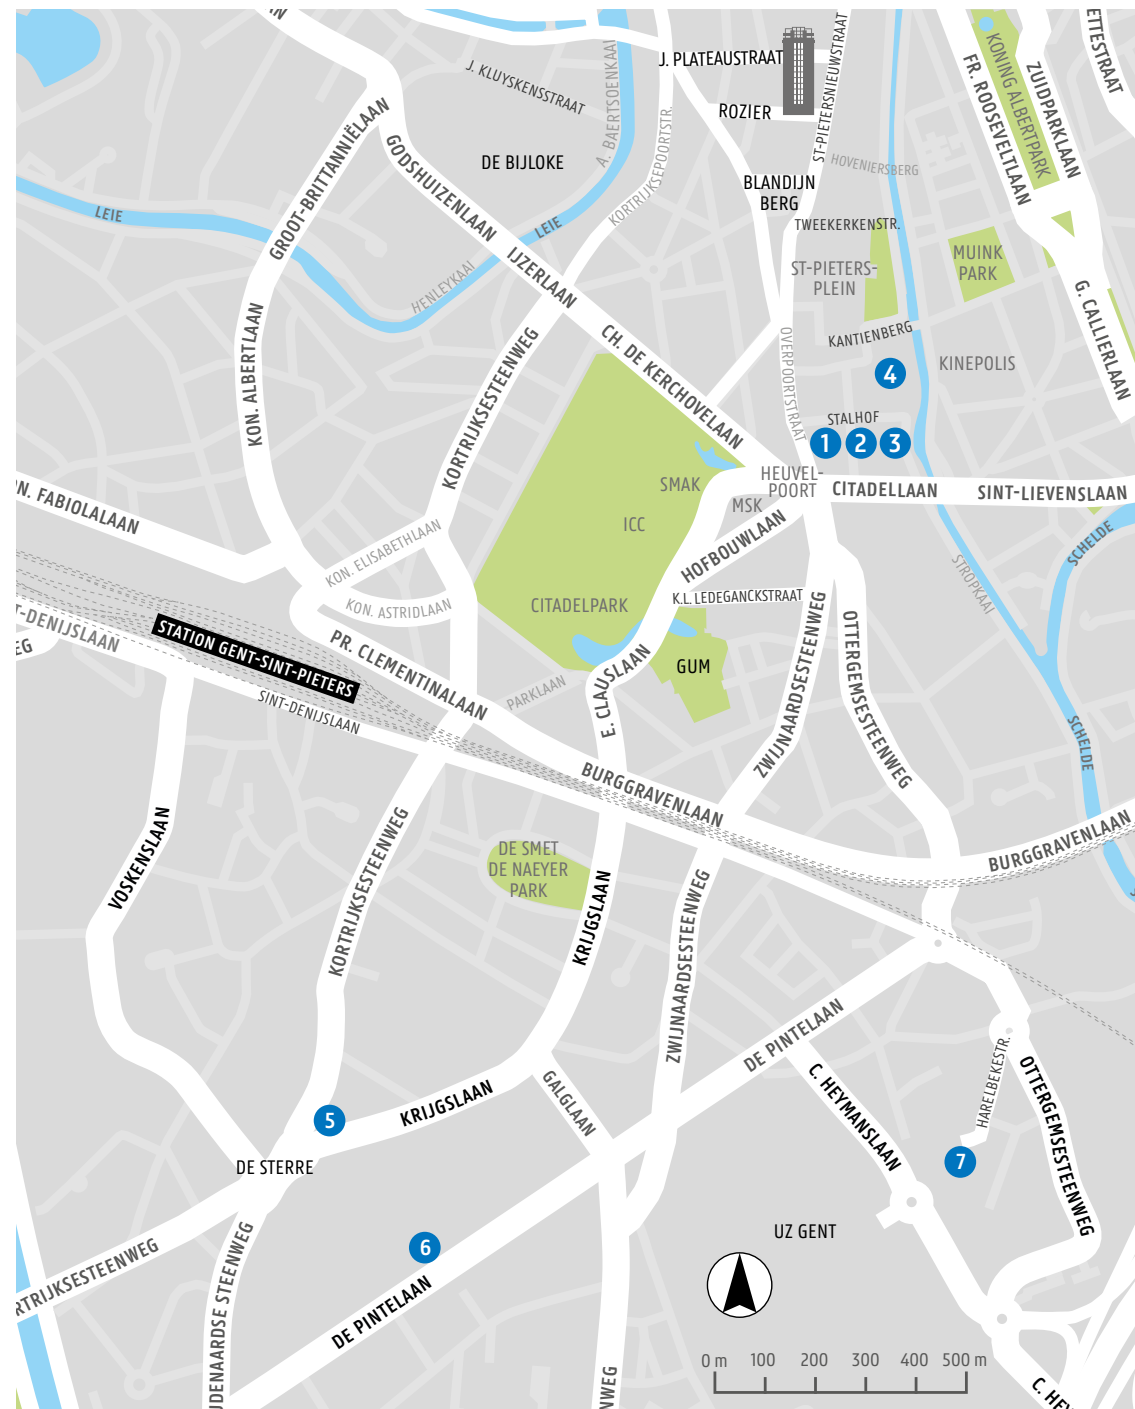 ETTESTRAAT
ZUIDPARKLAAN
KONING ALBERTPARK
FR. ROOSEVELTLAAN
ST-PIETERSNIEUWSTRAAT
J. PLATEAUSTRAAT
ROZIER
A. BAERTSOENKAAI
J. KLUYSKENSSTRAAT
KORTRIJKSEPOORTSTR.
GROOT-BRITTANNIËLAAN
GODSHUIZENLAAN
DE BIJLOKE
HOVENIERSBERG
BLANDIJN
BERG
TWEEKERKENSTR.
LEIE
LEIE
IJZERLAAN
HENLEYKAAI
ST-PIETERS-
PLEIN
MUINK
PARK
G. CALLIERLAAN
KANTIENBERG
KINEPOLIS
OVERPOORTSTRAAT
KON. ALBERTLAAN
KORTRIJKSESTEENWEG
CH. DE KERCHOVELAAN
4
STALHOF
1
2
3
HEUVEL-
POORT
CITADELLAAN
SINT-LIEVENSLAAN
SMAK
MSK
ICC
HOFBOUWLAAN
N. FABIOLALAAN
KON. ELISABETHLAAN
KON. ASTRIDLAAN
CITADELPARK
K.L. LEDEGANCKSTRAAT
STROPKAAI
SCHELDE
T-DENIJSLAAN
EG
STATION GENT-SINT-PIETERS
PR. CLEMENTINALAAN
SINT-DENIJSLAAN
PARKLAAN
E. CLAUSLAAN
GUM
ZWIJNAARDSESTEENWEG
OTTERGEMSESTEENWEG
SCHELDE
BURGGRAVENLAAN
BURGGRAVENLAAN
VOSKENSLAAN
KORTRIJKSESTEENWEG
DE SMET
DE NAEYER
PARK
KRIJGSLAAN
ZWIJNAARDSESTEENWEG
DE PINTELAAN
C. HEYMANSLAAN
HARELBEKESTR.
OTTERGEMSESTEENWEG
GALGLAAN
KRIJGSLAAN
5
DE STERRE
7
6
UZ GENT
RTRIJKSESTEENWEG
UDENAARDSE STEENWEG
DE PINTELAAN
NWEG
0 m
100
200
300
400
500 m
C. HEY